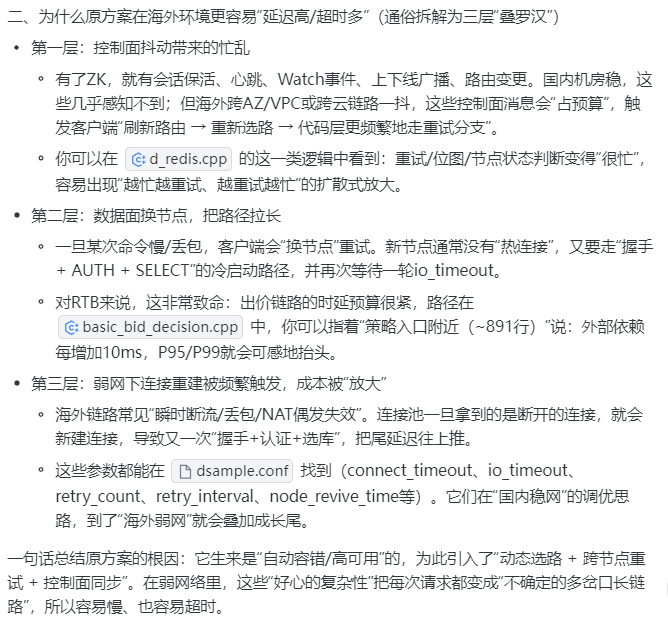 二、为什么原方案在海外环境更容易“延迟高/超时多”（通俗拆解为三层“叠罗汉”）
• 第一层：控制面抖动带来的忙乱
有了ZK，就有会话保活、心跳、Watch事件、上下线广播、路由变更。国内机房稳，这
些几乎感知不到；但海外跨AZ/VPC或跨云链路一抖，这些控制面消息会“占预算”，触
发客户端“刷新路由 → 重新选路 → 代码层更频繁地走重试分支”。
你可以在 d_redis.cpp 的这一类逻辑中看到：重试/位图/节点状态判断变得“很忙”，
容易出现“越忙越重试、越重试越忙”的扩散式放大。
• 第二层：数据面换节点，把路径拉长
一旦某次命令慢/丢包，客户端会“换节点”重试。新节点通常没有“热连接”，又要走“握手
+ AUTH + SELECT”的冷启动路径，并再次等待一轮io_timeout。
对RTB来说，这非常致命：出价链路的时延预算很紧，路径在
basic_bid_decision.cpp 中，你可以指着“策略入口附近（~891行）”说：外部依赖
每增加10ms，P95/P99就会可感地抬头。
• 第三层：弱网下连接重建被频繁触发，成本被“放大”
海外链路常见“瞬时断流/丢包/NAT偶发失效”。连接池一旦拿到的是断开的连接，就会
新建连接，导致又一次“握手+认证+选库”，把尾延迟往上推。
这些参数都能在 dsample.conf 找到（connect_timeout、io_timeout、
retry_count、retry_interval、node_revive_time等）。它们在“国内稳网”的调优思
路，到了“海外弱网”就会叠加成长尾。
一句话总结原方案的根因：它生来是“自动容错/高可用”的，为此引入了“动态选路 + 跨节点重
试 + 控制面同步”。在弱网络里，这些“好心的复杂性”把每次请求都变成“不确定的多岔口长链
路”，所以容易慢、也容易超时。